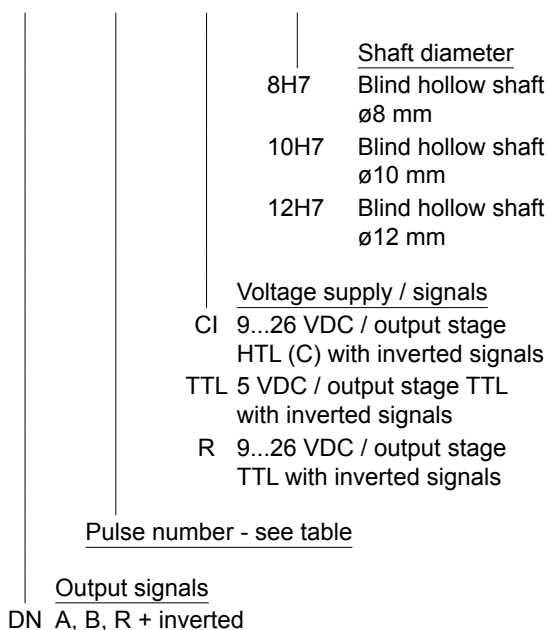 Shaft diameter
8H7 Blind hollow shaft
ø8 mm
10H7 Blind hollow shaft
ø10 mm
12H7 Blind hollow shaft
ø12 mm
Voltage supply / signals
CI 9...26 VDC / output stage
HTL (C) with inverted signals
TTL 5 VDC / output stage TTL
with inverted signals
R 9...26 VDC / output stage
TTL with inverted signals
Pulse number - see table
Output signals
DN A, B, R + inverted